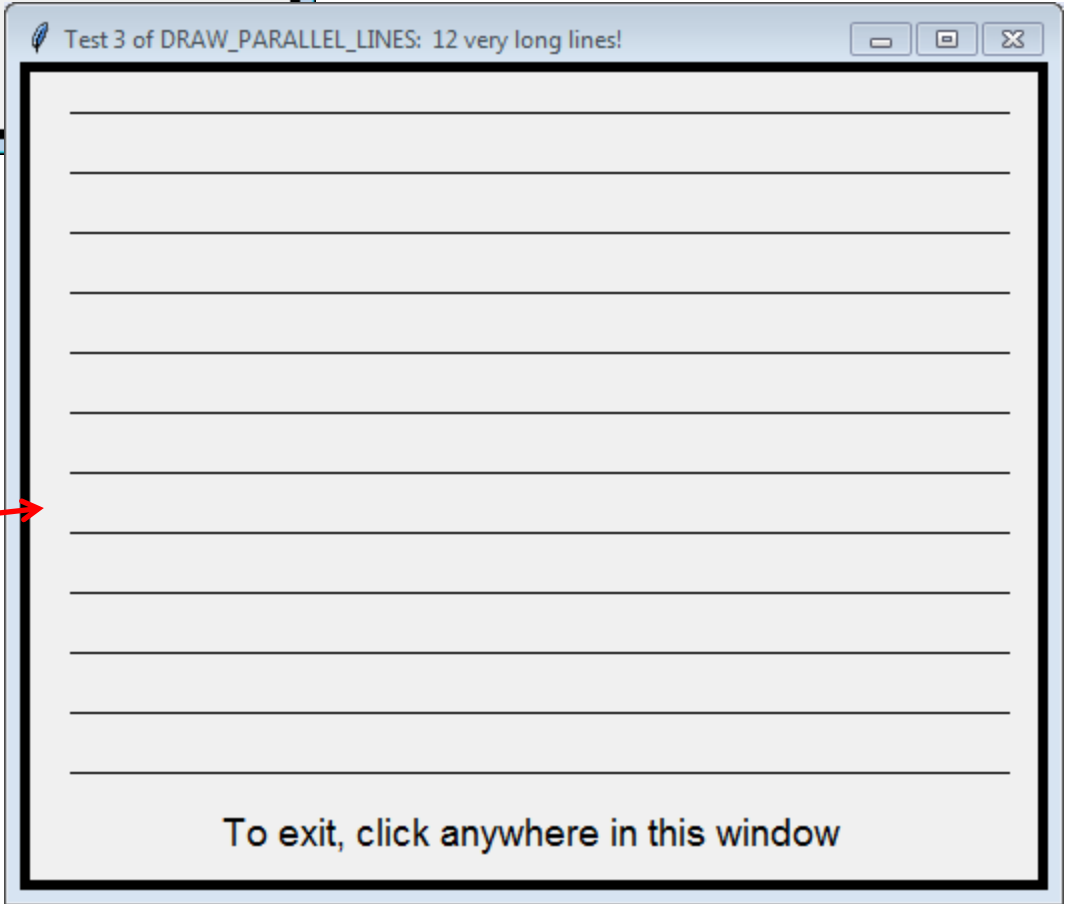 Test 3 of DRAW_PARALLEL_LINES: 12 very long lines!
To exit, click anywhere in this window